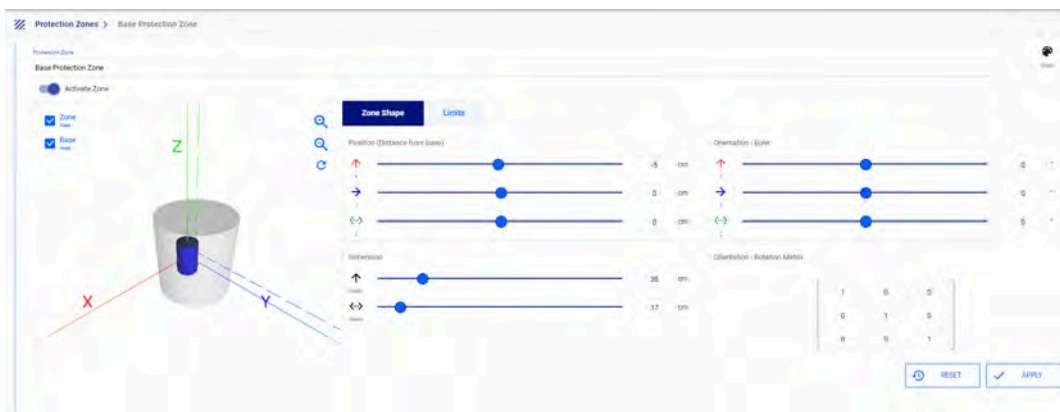 Protection Zones > Base Protection Zone
Protection Zone
Base Protection Zone
Activate Zone
Zone
Base
Z
X
Y
Zone Shape Limits
Position (Distance from base)
-5 cm
0 cm
0 cm
Dimension
36 cm
17 cm
Orientation - Euler
0 °
0 °
0 °
Orientation - Rotation Matrix
1 0 0
0 1 0
0 0 1
RESET APPLY